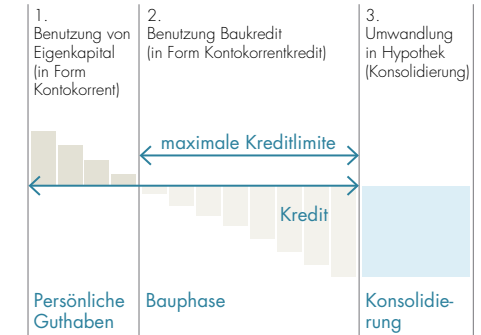 1.
Benutzung von
Eigenkapital
(in Form
Kontokorrent)
2.
Benutzung Baukredit
(in Form Kontokorrentkredit)
3.
Umwandlung
in Hypothek
(Konsolidierung)
maximale Kreditlimite
Kredit
Persönliche
Guthaben
Bauphase
Konsolidie-
rung